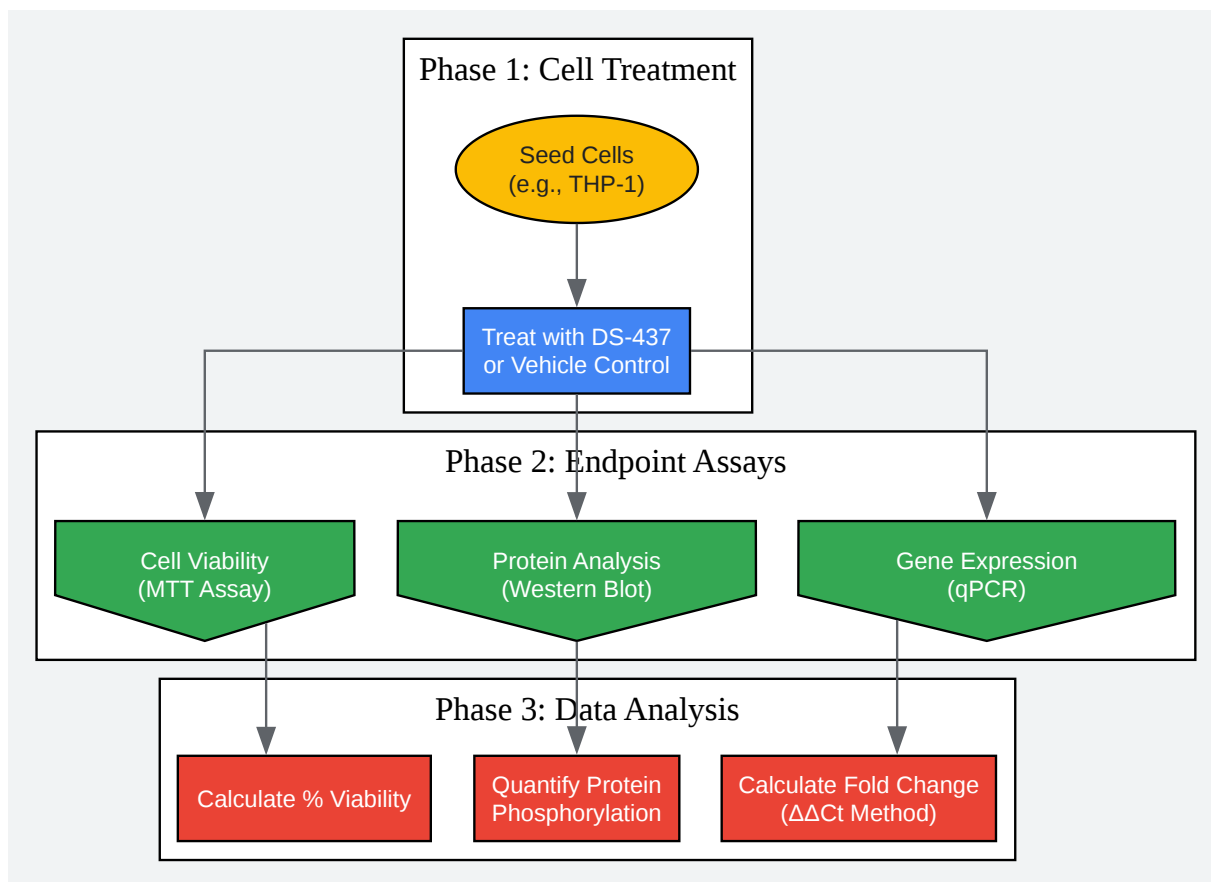 Phase 1: Cell Treatment
Seed Cells
(e.g., THP-1)
Treat with DS-437
or Vehicle Control
Phase 2: Endpoint Assays
Cell Viability
(MTT Assay)
Protein Analysis
(Western Blot)
Gene Expression
(qPCR)
Phase 3: Data Analysis
Calculate % Viability
Quantify Protein
Phosphorylation
Calculate Fold Change
(ΔΔCt Method)